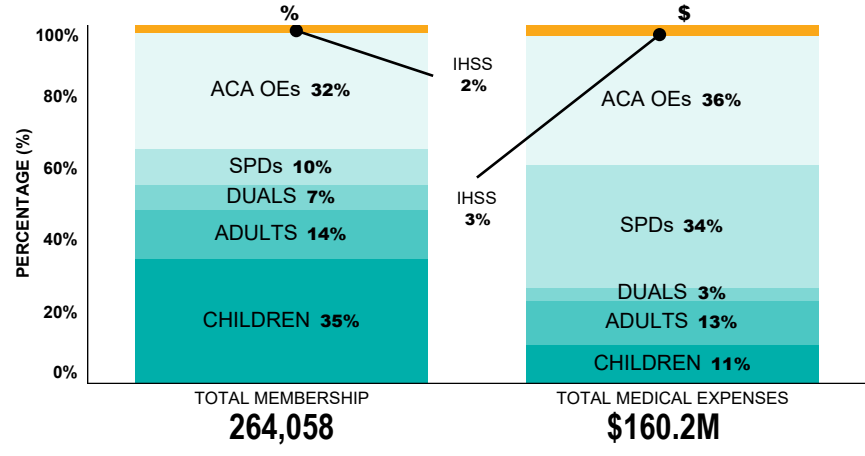 %
$
PERCENTAGE (%)
100%
80%
60%
40%
20%
0%
ACA OEs 32%
SPDs 10%
DUALS 7%
ADULTS 14%
CHILDREN 35%
IHSS
2%
IHSS
3%
ACA OEs 36%
SPDs 34%
DUALS 3%
ADULTS 13%
CHILDREN 11%
TOTAL MEMBERSHIP
264,058
TOTAL MEDICAL EXPENSES
$160.2M